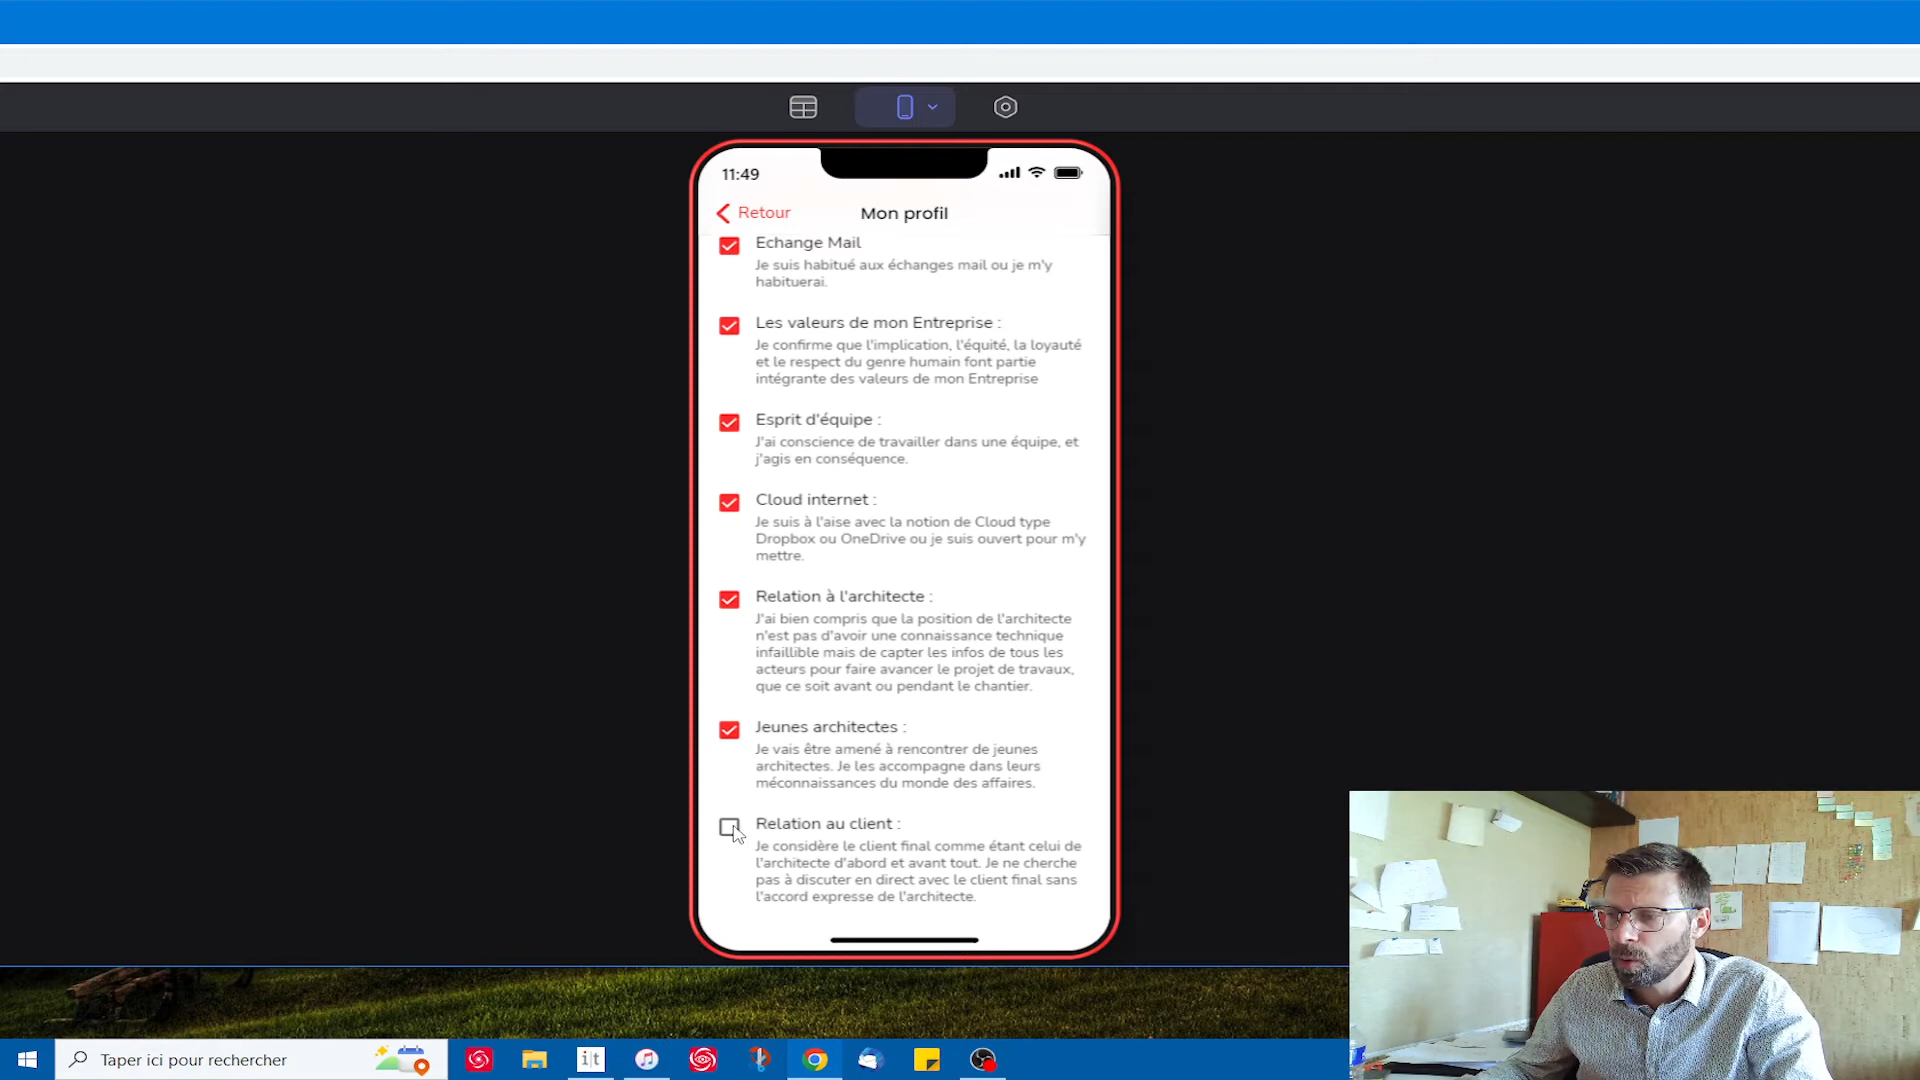 11:49
Retour
Mon profil
Echange Mail
Je suis habitué aux échanges mail ou je m'y
habituerai.
Les valeurs de mon Entreprise :
Je confirme que l'implication, l'équité, la loyauté
et le respect du genre humain font partie
intégrante des valeurs de mon Entreprise
Esprit d'équipe :
J'ai conscience de travailler dans une équipe, et
j'agis en conséquence.
Cloud internet :
Je suis à l'aise avec la notion de Cloud type
Dropbox ou OneDrive ou je suis ouvert pour m'y
mettre.
Relation à l'architecte :
J'ai bien compris que la position de l'architecte
n'est pas d'avoir une connaissance technique
infaillible mais de capter les infos de tous les
acteurs pour faire avancer le projet de travaux,
que ce soit avant ou pendant le chantier.
Jeunes architectes :
Je vais être amené à rencontrer de jeunes
architectes. Je les accompagne dans leurs
méconnaissances du monde des affaires.
Relation au client :
Je considère le client final comme étant celui de
l'architecte d'abord et avant tout. Je ne cherche
pas à discuter en direct avec le client final sans
l'accord expresse de l'architecte.
Taper ici pour rechercher
i|t